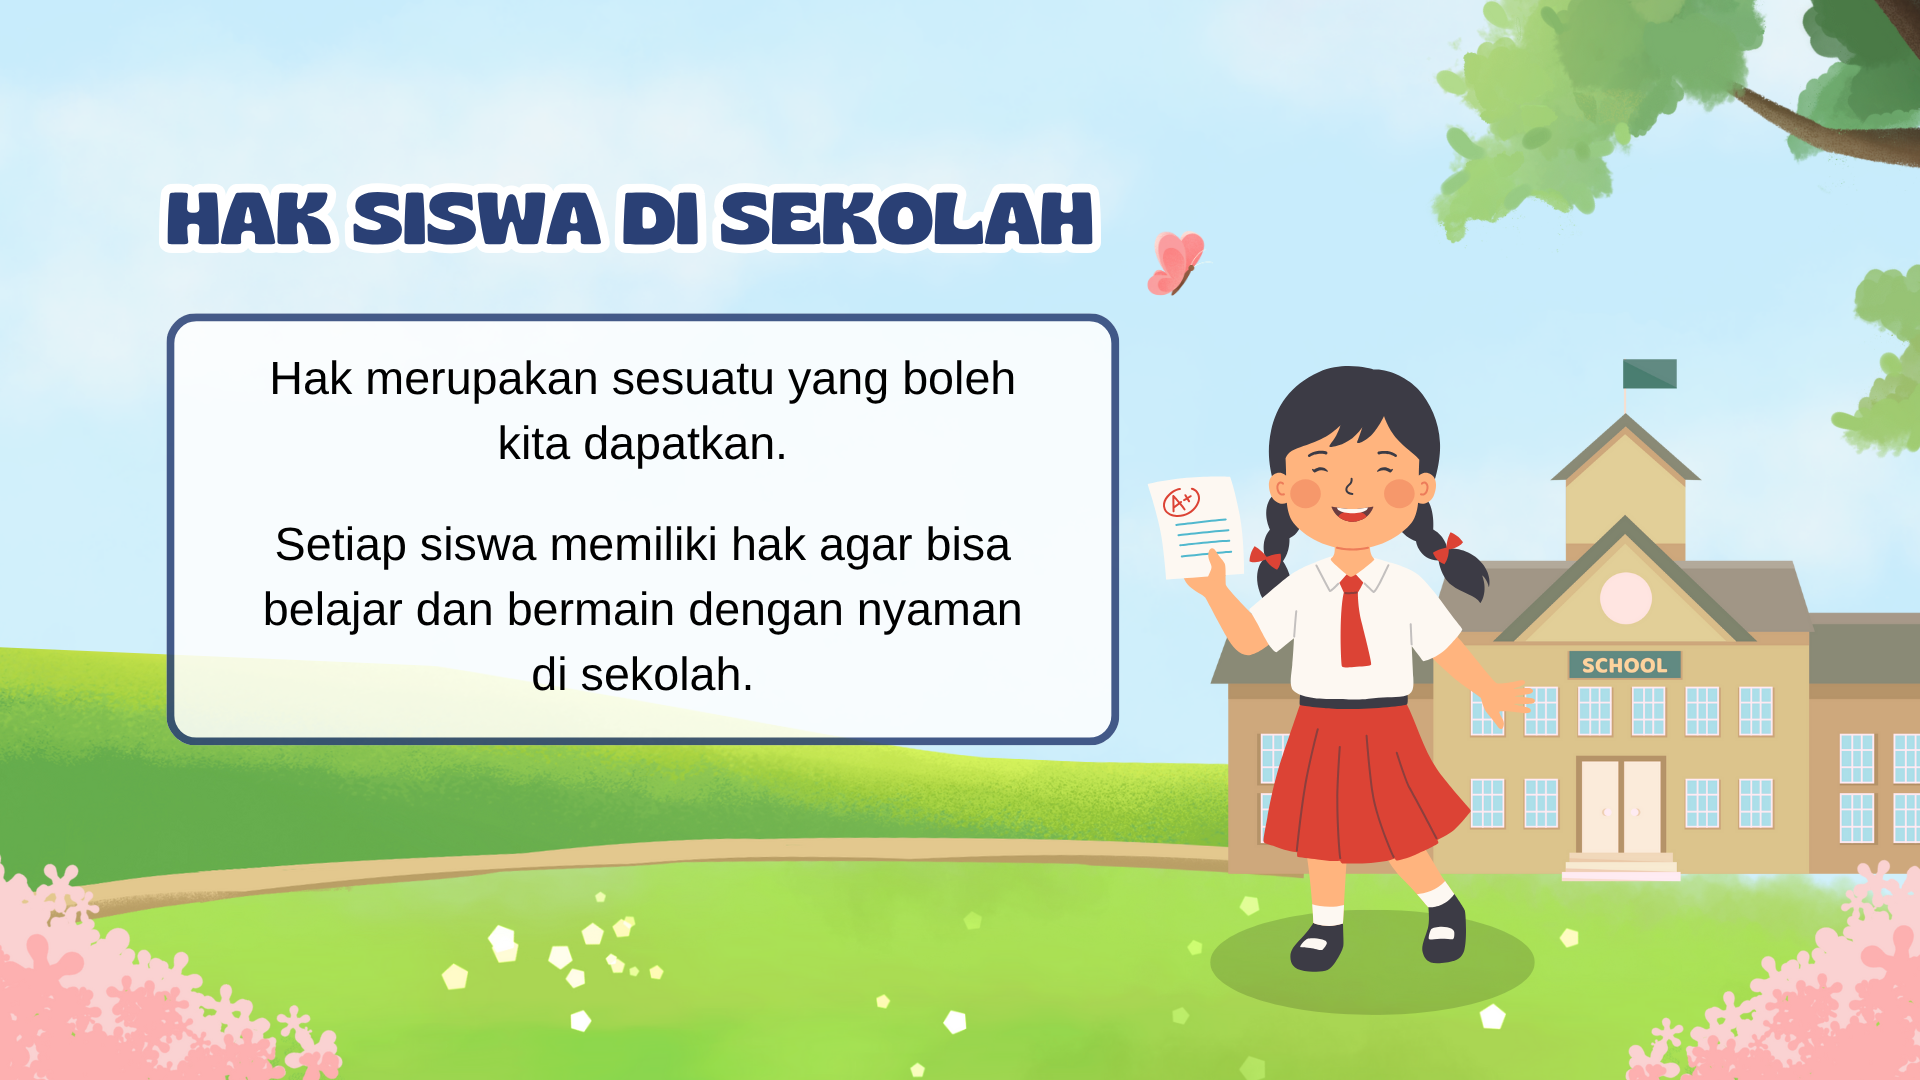 HAK SISWA DI SEKOLAH
Hak merupakan sesuatu yang boleh
kita dapatkan.
Setiap siswa memiliki hak agar bisa
belajar dan bermain dengan nyaman
di sekolah.
A+
SCHOOL